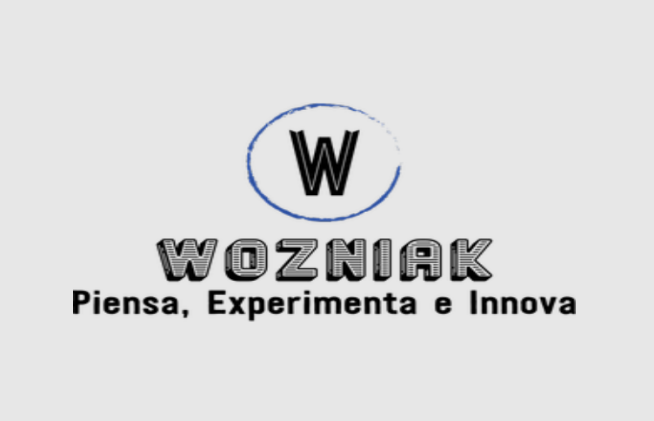 W
WOZNIAK
Piensa, Experimenta e Innova